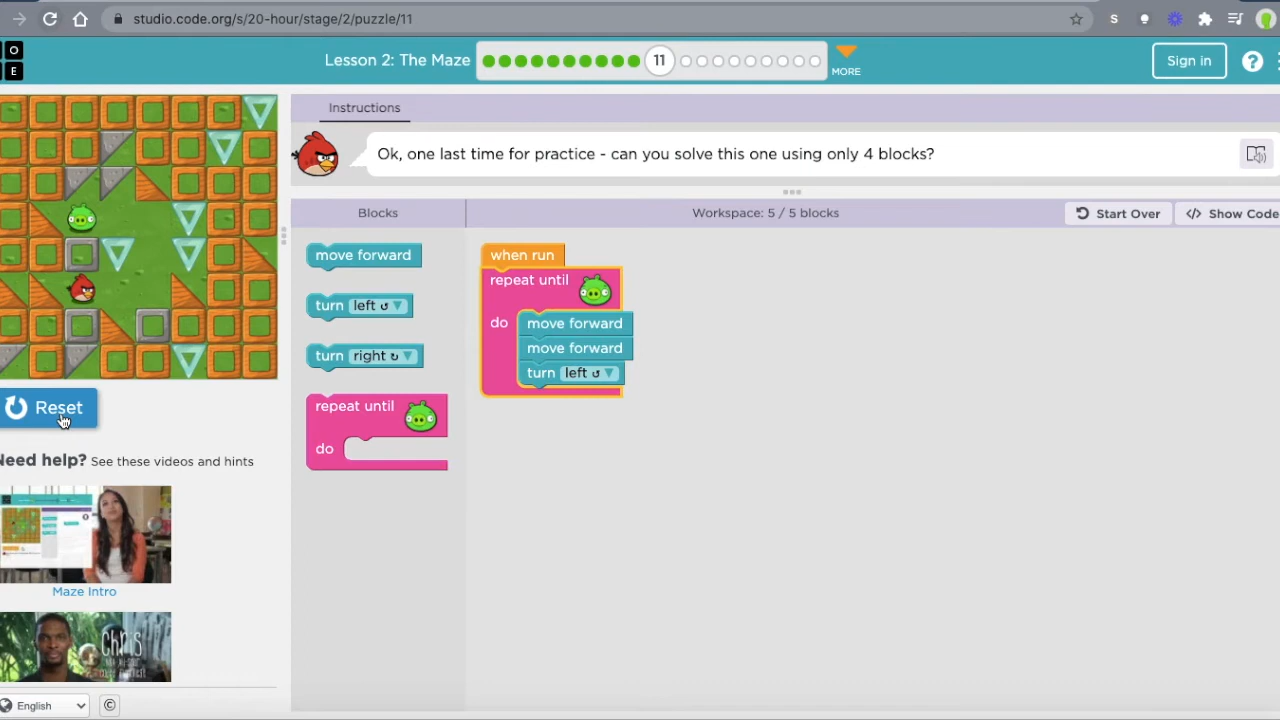 studio.code.org/s/20-hour/stage/2/puzzle/11
S
O
E
Lesson 2: The Maze
11
MORE
Sign in
?
Instructions
Ok, one last time for practice - can you solve this one using only 4 blocks?
Blocks
Workspace: 5 / 5 blocks
Start Over
</> Show Code
move forward
turn left ↺ ▼
turn right ↻ ▼
repeat until
do
when run
repeat until
do
move forward
move forward
turn left ↺ ▼
Reset
Need help? See these videos and hints
Maze Intro
CHRIS
English
©